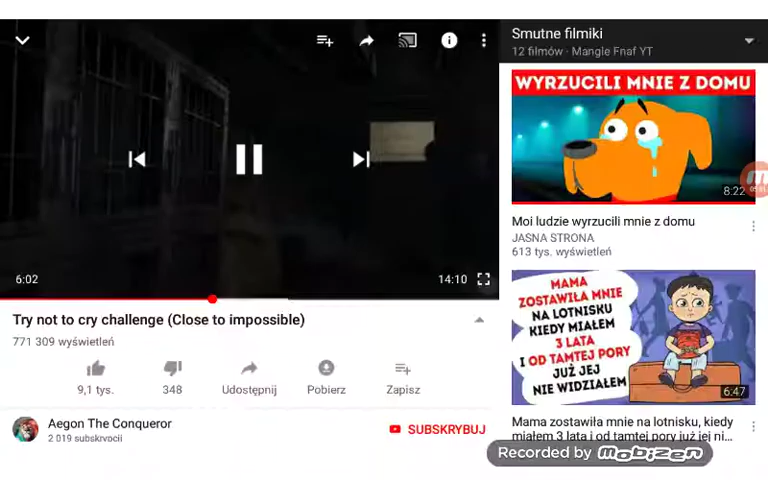 Smutne filmiki
12 filmów · Mangle Fnaf YT
WYRZUCILI MNIE Z DOMU
8:22
Moi ludzie wyrzucili mnie z domu
JASNA STRONA
613 tys. wyświetleń
6:02
14:10
MAMA
ZOSTAWIŁA MNIE
NA LOTNISKU
KIEDY MIAŁEM
3 LATA
I OD TAMTEJ PORY
JUŻ JEJ
NIE WIDZIAŁEM
6:47
Try not to cry challenge (Close to impossible)
771 309 wyświetleń
9,1 tys.
348
Udostępnij
Pobierz
Zapisz
Aegon The Conqueror
2 019 subskrypcji
SUBSKRYBUJ
Mama zostawiła mnie na lotnisku, kiedy
miałem 3 lata i od tamtej pory już jej ni...
Recorded by mobizen